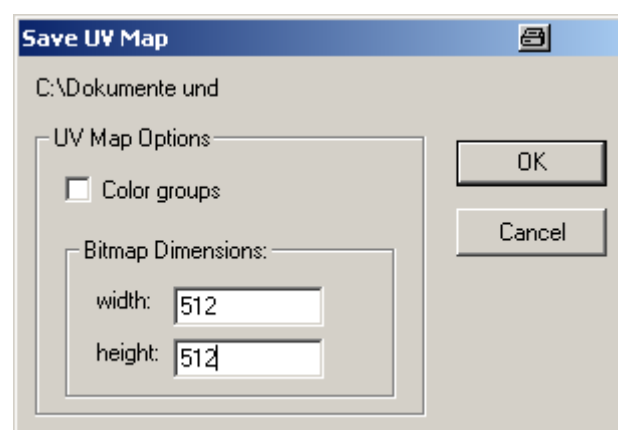 Save UV Map
C:\Dokumente und
UV Map Options
OK
Color groups
Cancel
Bitmap Dimensions:
width: 512
height: 512